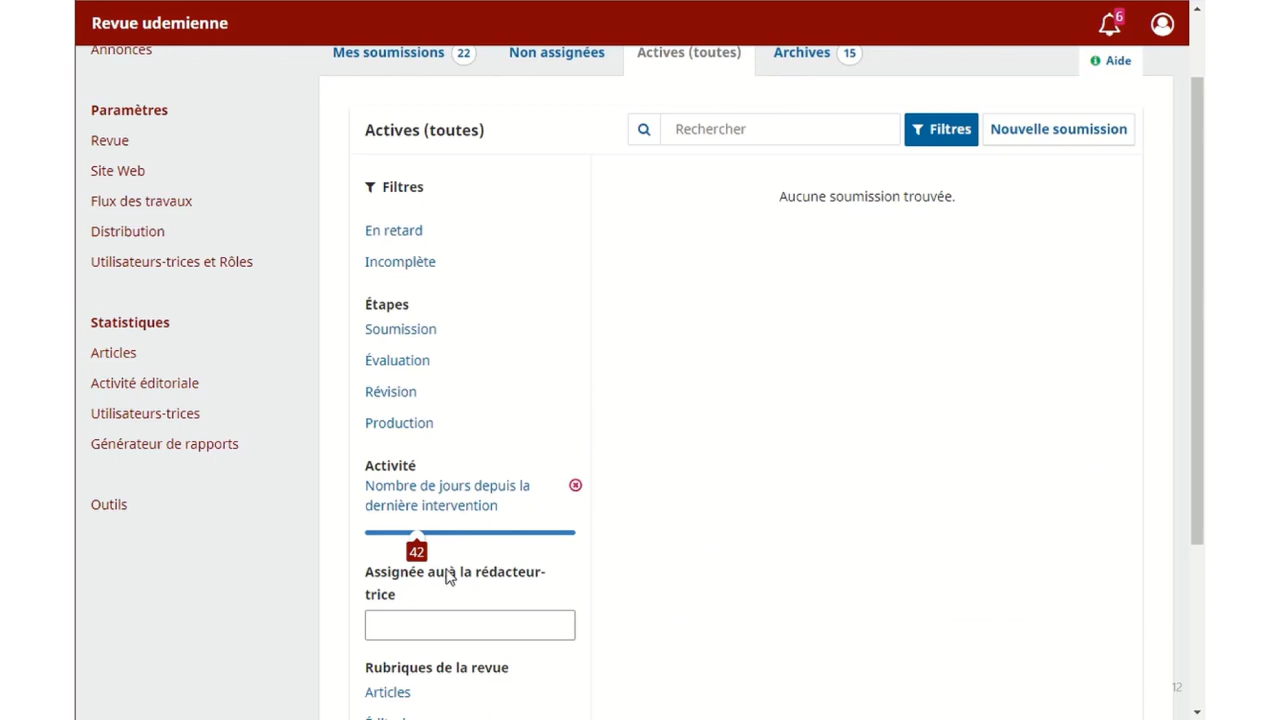 Revue udemienne
6
Annonces
Mes soumissions 22
Non assignées
Actives (toutes)
Archives 15
Aide
Paramètres
Revue
Site Web
Flux des travaux
Distribution
Utilisateurs-trices et Rôles
Statistiques
Articles
Activité éditoriale
Utilisateurs-trices
Générateur de rapports
Outils
Actives (toutes)
Rechercher
Filtres
Nouvelle soumission
Filtres
En retard
Incomplète
Étapes
Soumission
Évaluation
Révision
Production
Activité
Nombre de jours depuis la
dernière intervention
42
Assignée au à la rédacteur-
trice
Rubriques de la revue
Articles
Aucune soumission trouvée.
12